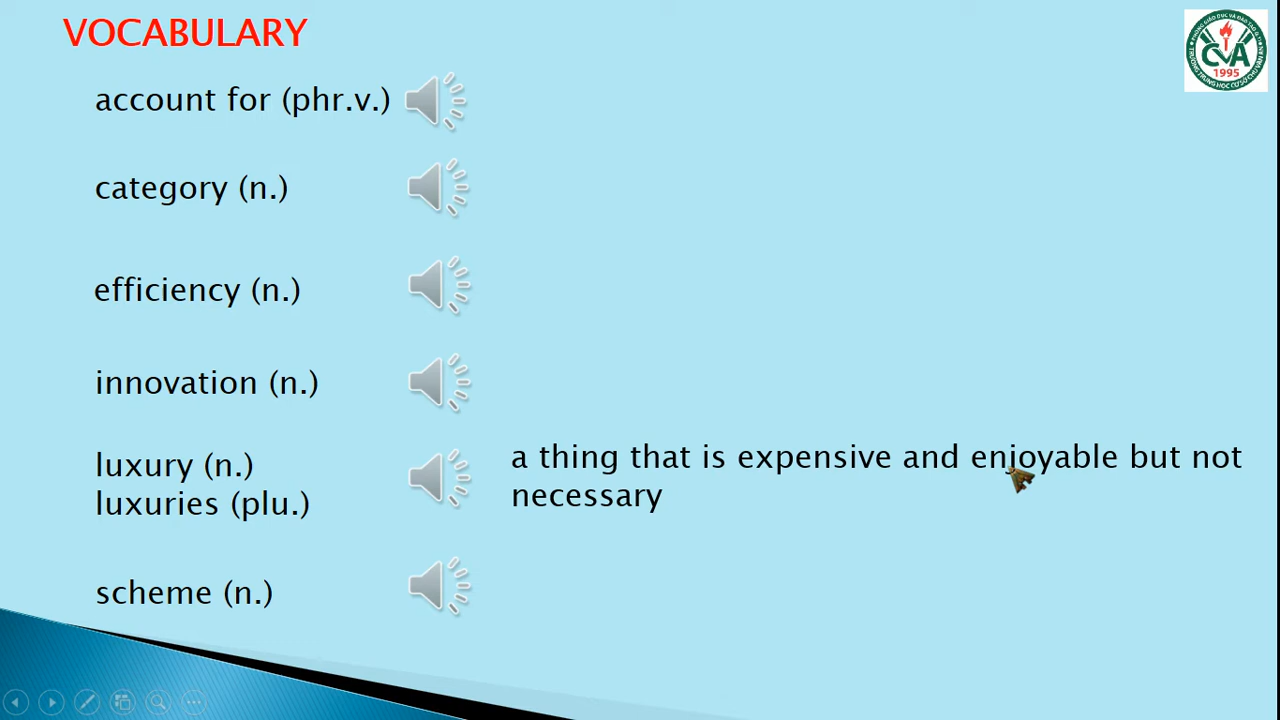 VOCABULARY
account for (phr.v.)
category (n.)
efficiency (n.)
innovation (n.)
luxury (n.)
luxuries (plu.)
a thing that is expensive and enjoyable but not
necessary
scheme (n.)
CVA
1995